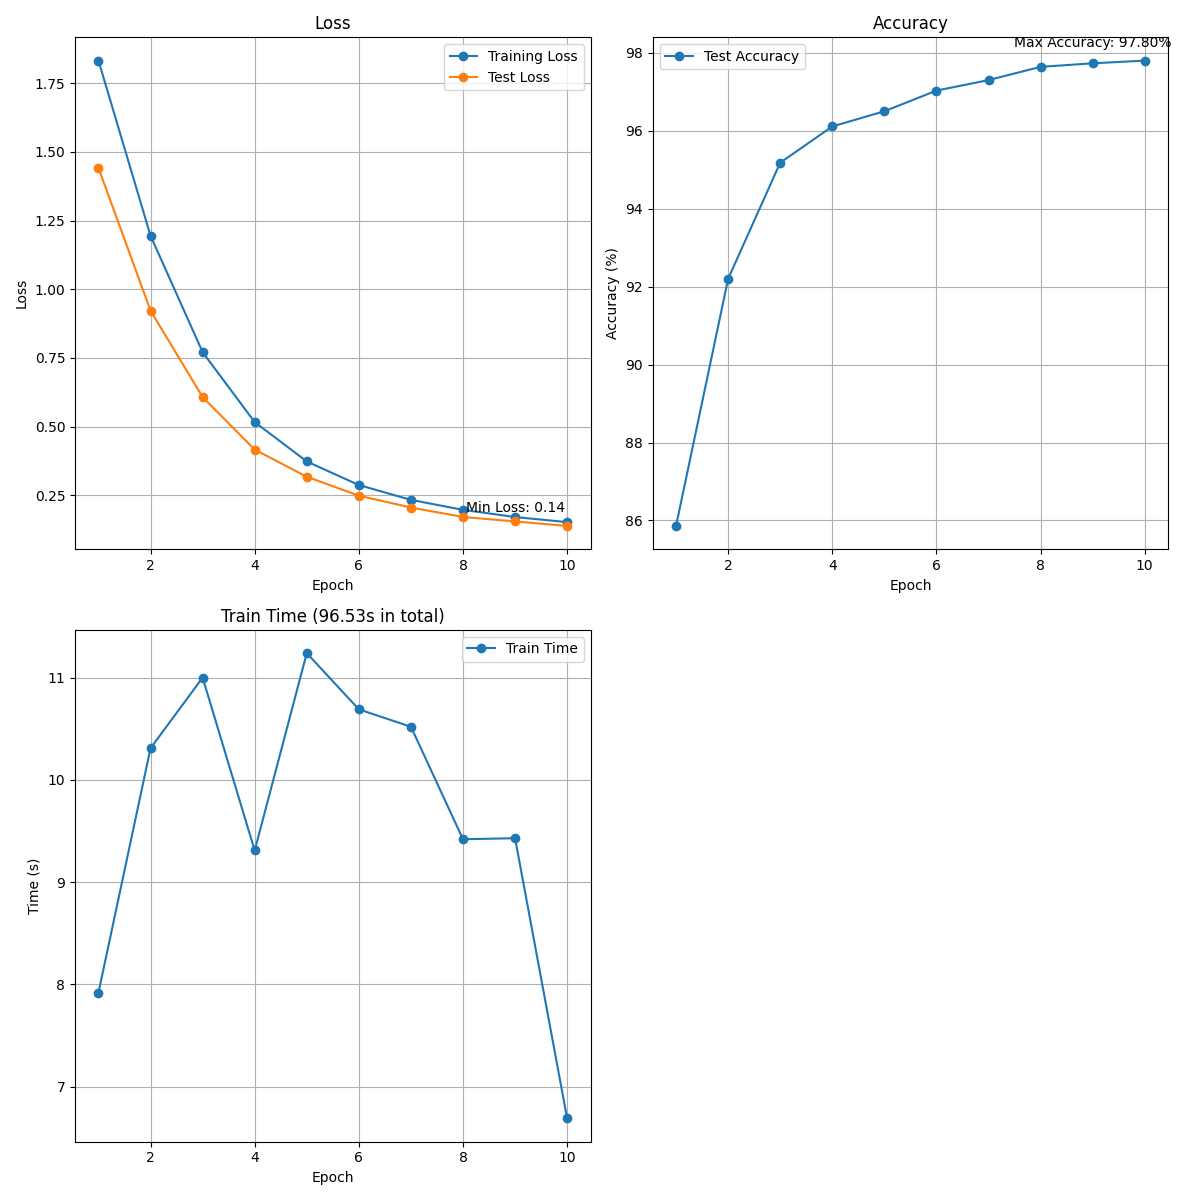 Loss
Training Loss
Test Loss
1.75
1.50
1.25
1.00
0.75
0.50
0.25
Loss
Min Loss: 0.14
2 4 6 8 10
Epoch
Accuracy
Max Accuracy: 97.80%
Test Accuracy
98
96
94
92
90
88
86
Accuracy (%)
2 4 6 8 10
Epoch
Train Time (96.53s in total)
Train Time
11
10
9
8
7
Time (s)
2 4 6 8 10
Epoch